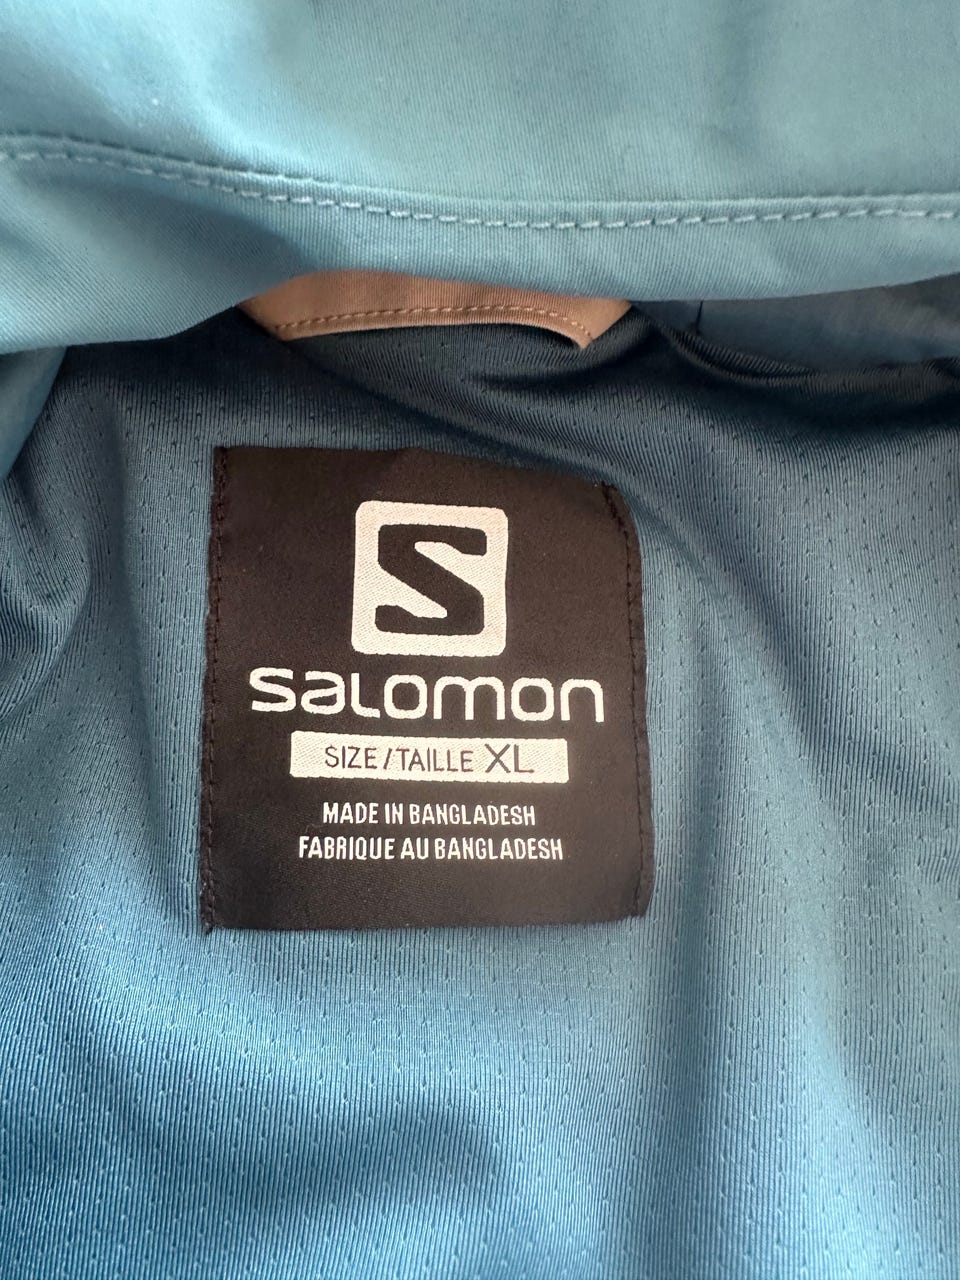 S
SALOMON
SIZE/TAILLE XL
MADE IN BANGLADESH
FABRIQUE AU BANGLADESH